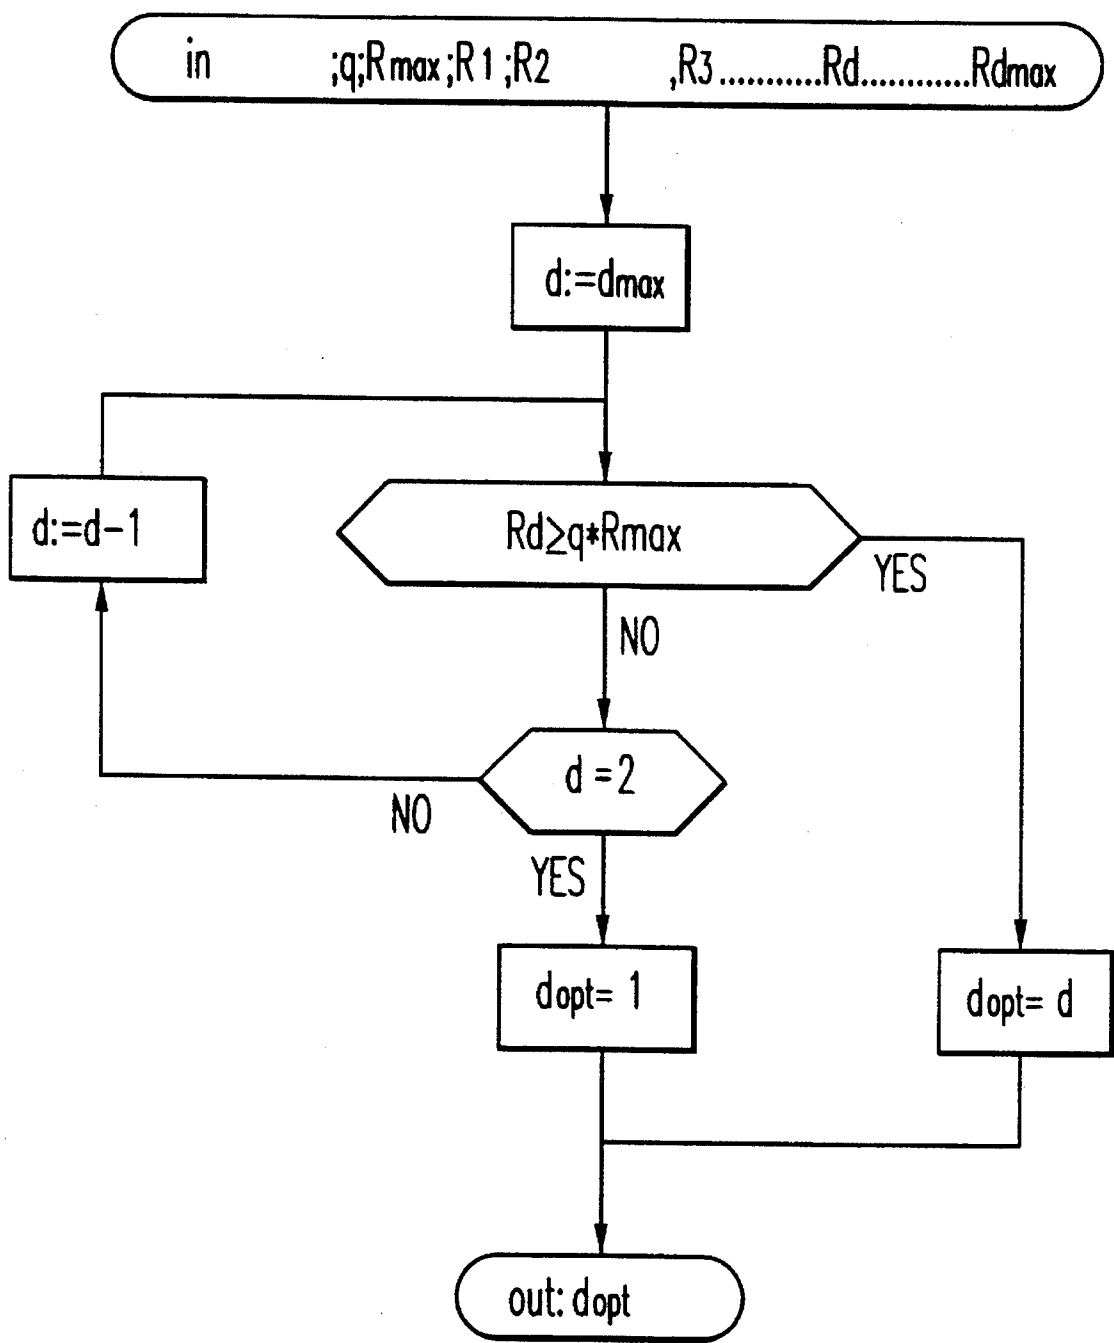 in ;q;Rmax;R1;R2 ,R3...........Rd............Rdmax
d:=dmax
d:=d-1
Rd≥q*Rmax
YES
NO
d=2
NO
YES
dopt= 1
dopt= d
out: dopt